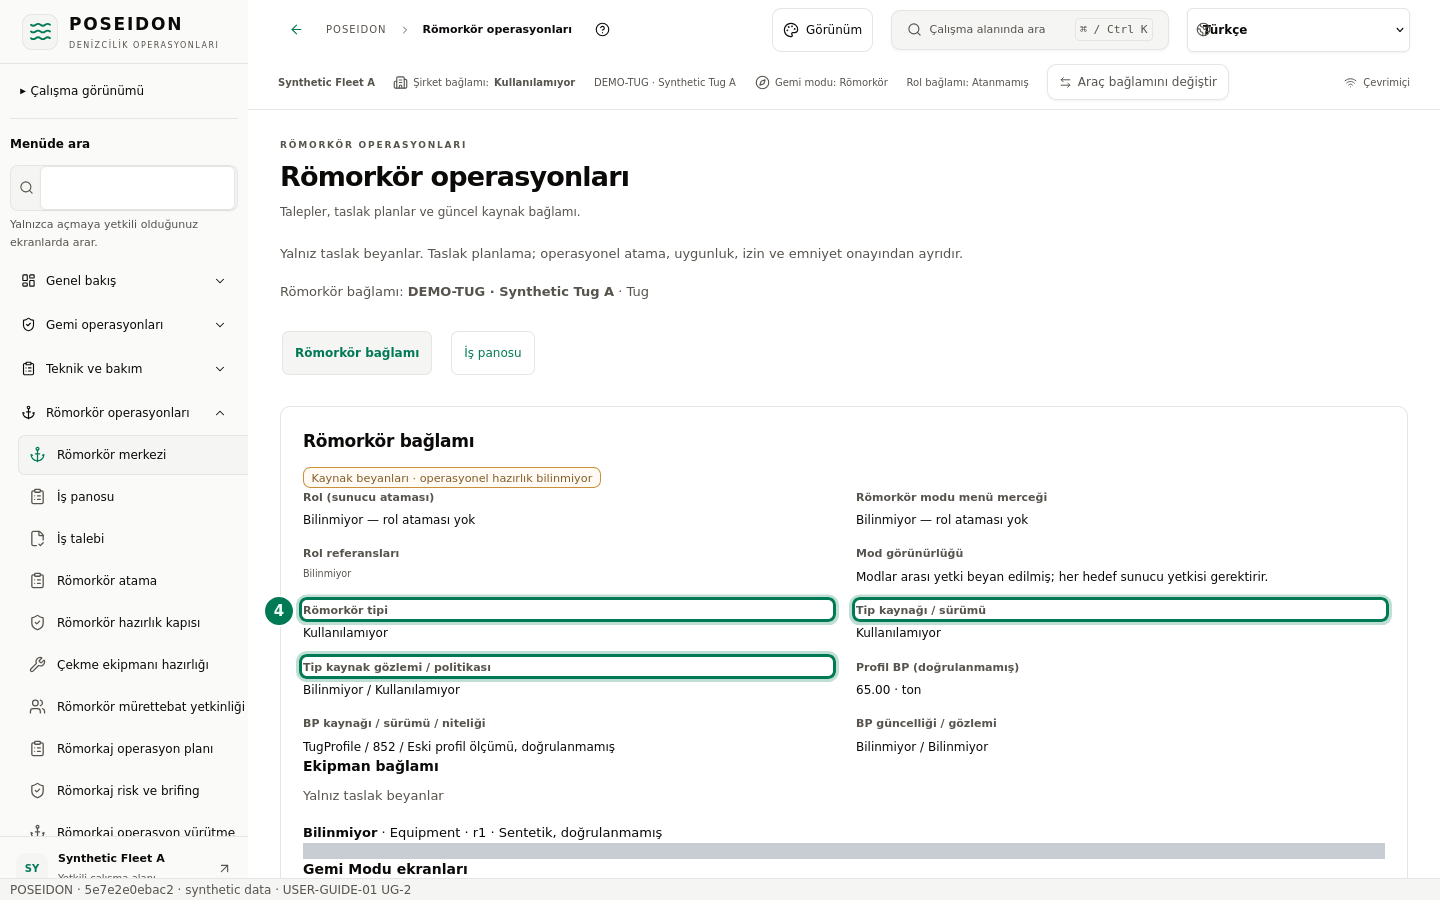 POSEIDON
DENİZCİLİK OPERASYONLARI
▸ Çalışma görünümü
Menüde ara
Yalnızca açmaya yetkili olduğunuz
ekranlarda arar.
Genel bakış
Gemi operasyonları
Teknik ve bakım
Römorkör operasyonları
Römorkör merkezi
İş panosu
İş talebi
Römorkör atama
Römorkör hazırlık kapısı
Çekme ekipmanı hazırlığı
Römorkör mürettebat yetkinliği
Römorkaj operasyon planı
Römorkaj risk ve brifing
Römorkaj operasyon yürütme
SY
Synthetic Fleet A
Yetkili çalışma alanı
POSEIDON
Römorkör operasyonları
Görünüm
Çalışma alanında ara
⌘ / Ctrl K
Türkçe
Synthetic Fleet A
Şirket bağlamı: Kullanılamıyor
DEMO-TUG · Synthetic Tug A
Gemi modu: Römorkör
Rol bağlamı: Atanmamış
Araç bağlamını değiştir
Çevrimiçi
RÖMORKÖR OPERASYONLARI
Römorkör operasyonları
Talepler, taslak planlar ve güncel kaynak bağlamı.
Yalnız taslak beyanlar. Taslak planlama; operasyonel atama, uygunluk, izin ve emniyet onayından ayrıdır.
Römorkör bağlamı: DEMO-TUG · Synthetic Tug A · Tug
Römorkör bağlamı
İş panosu
Römorkör bağlamı
Kaynak beyanları · operasyonel hazırlık bilinmiyor
Rol (sunucu ataması)
Bilinmiyor — rol ataması yok
Römorkör modu menü merceği
Bilinmiyor — rol ataması yok
Rol referansları
Bilinmiyor
Mod görünürlüğü
Modlar arası yetki beyan edilmiş; her hedef sunucu yetkisi gerektirir.
4
Römorkör tipi
Kullanılamıyor
Tip kaynağı / sürümü
Kullanılamıyor
Tip kaynak gözlemi / politikası
Bilinmiyor / Kullanılamıyor
Profil BP (doğrulanmamış)
65.00 · ton
BP kaynağı / sürümü / niteliği
TugProfile / 852 / Eski profil ölçümü, doğrulanmamış
BP güncelliği / gözlemi
Bilinmiyor / Bilinmiyor
Ekipman bağlamı
Yalnız taslak beyanlar
Bilinmiyor · Equipment · r1 · Sentetik, doğrulanmamış
Gemi Modu ekranları
POSEIDON · 5e7e2e0ebac2 · synthetic data · USER-GUIDE-01 UG-2